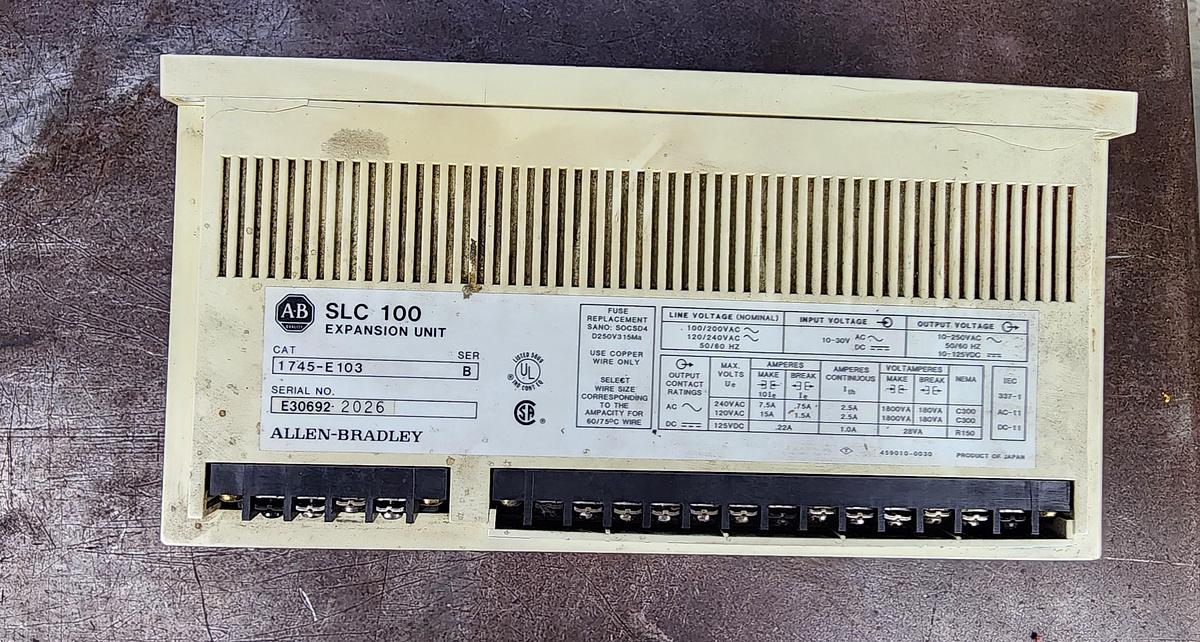 A-B
QUALITY
SLC 100
EXPANSION UNIT
CAT
SER
1745-E103
B
SERIAL NO.
E30692- 2026
ALLEN-BRADLEY
LISTED
UL
IND CONT EQ
SA
®
FUSE
REPLACEMENT
SANO: SOCSD4
D250V315Ma
USE COPPER
WIRE ONLY
SELECT
WIRE SIZE
CORRESPONDING
TO THE
AMPACITY FOR
60/75°C WIRE
LINE VOLTAGE (NOMINAL)
100/200VAC
120/240VAC
50/60 HZ
INPUT VOLTAGE
10-30V AC
DC
OUTPUT VOLTAGE
10-250VAC
50/60 HZ
10-125VDC
OUTPUT
CONTACT
RATINGS
MAX.
VOLTS
Ue
AMPERES
MAKE
10Ie
BREAK
Ie
AMPERES
CONTINUOUS
Ith
VOLTAMPERES
MAKE
BREAK
NEMA
IEC
337-1
AC
240VAC 7.5A .75A 2.5A 1800VA 180VA C300
120VAC 15A 1.5A 2.5A 1800VA 180VA C300
AC-11
DC 125VDC .22A 1.0A 28VA R150
DC-11
459010-0030
PRODUCT OF JAPAN